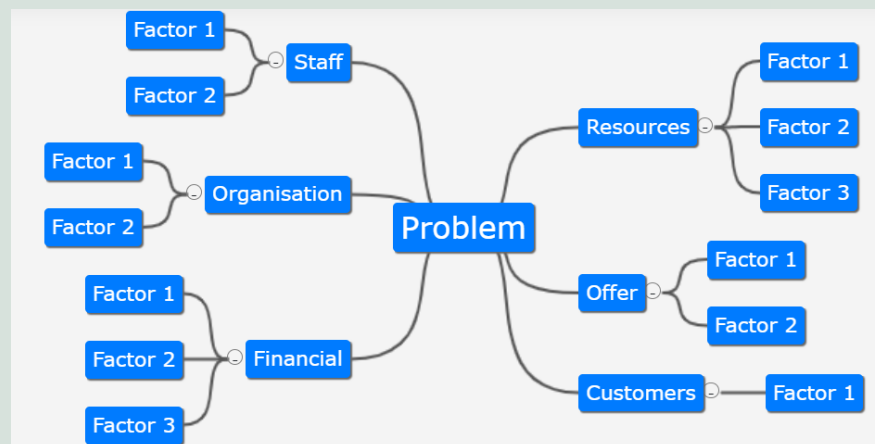 Problem
Staff
Factor 1
Factor 2
Organisation
Factor 1
Factor 2
Financial
Factor 1
Factor 2
Factor 3
Resources
Factor 1
Factor 2
Factor 3
Offer
Factor 1
Factor 2
Customers
Factor 1